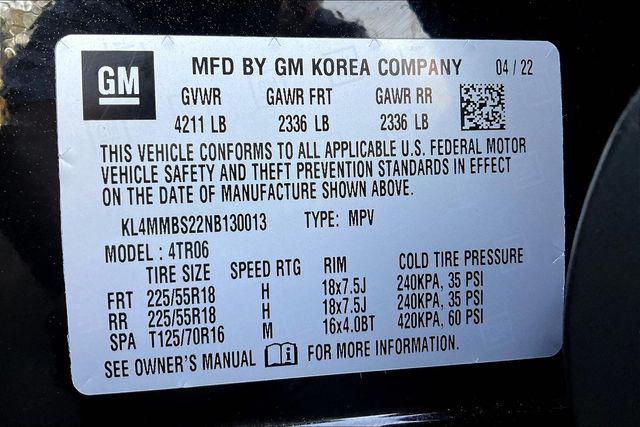 GM
MFD BY GM KOREA COMPANY 04 / 22
GVWR GAWR FRT GAWR RR
4211 LB 2336 LB 2336 LB
THIS VEHICLE CONFORMS TO ALL APPLICABLE U.S. FEDERAL MOTOR
VEHICLE SAFETY AND THEFT PREVENTION STANDARDS IN EFFECT
ON THE DATE OF MANUFACTURE SHOWN ABOVE.
KL4MMBS22NB130013 TYPE: MPV
MODEL : 4TR06
TIRE SIZE SPEED RTG RIM COLD TIRE PRESSURE
FRT 225/55R18 H 18x7.5J 240KPA, 35 PSI
RR 225/55R18 H 18x7.5J 240KPA, 35 PSI
SPA T125/70R16 M 16x4.0BT 420KPA, 60 PSI
SEE OWNER'S MANUAL FOR MORE INFORMATION.